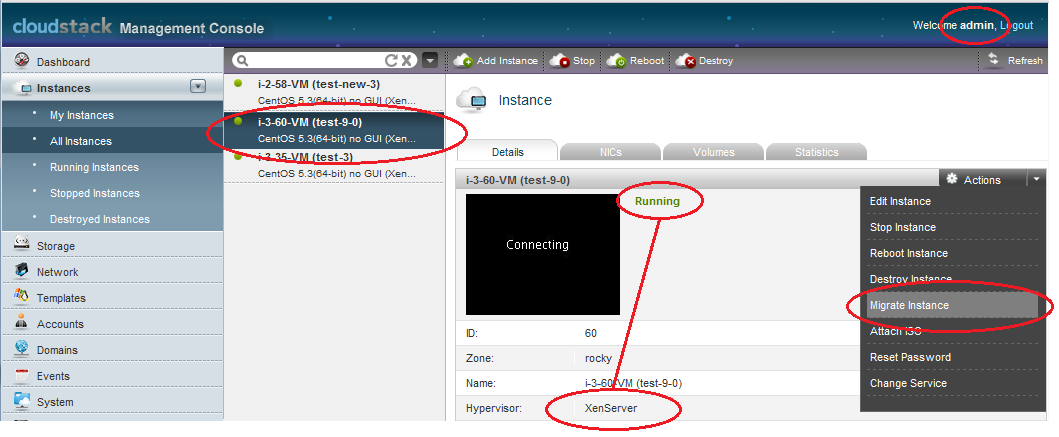 cloudstack Management Console
Welcome admin, Logout
Dashboard
Instances
My Instances
All Instances
Running Instances
Stopped Instances
Destroyed Instances
Storage
Network
Templates
Accounts
Domains
Events
System
i-2-58-VM (test-new-3)
CentOS 5.3(64-bit) no GUI (Xen...
i-3-60-VM (test-9-0)
CentOS 5.3(64-bit) no GUI (Xen...
i-3-35-VM (test-3)
CentOS 5.3(64-bit) no GUI (Xen...
Add Instance Stop Reboot Destroy Refresh
Instance
Details NICs Volumes Statistics
i-3-60-VM (test-9-0)
Actions
Running
Connecting
Edit Instance
Stop Instance
Reboot Instance
Destroy Instance
Migrate Instance
Attach ISO
Reset Password
Change Service
ID: 60
Zone: rocky
Name: i-3-60-VM (test-9-0)
Hypervisor: XenServer